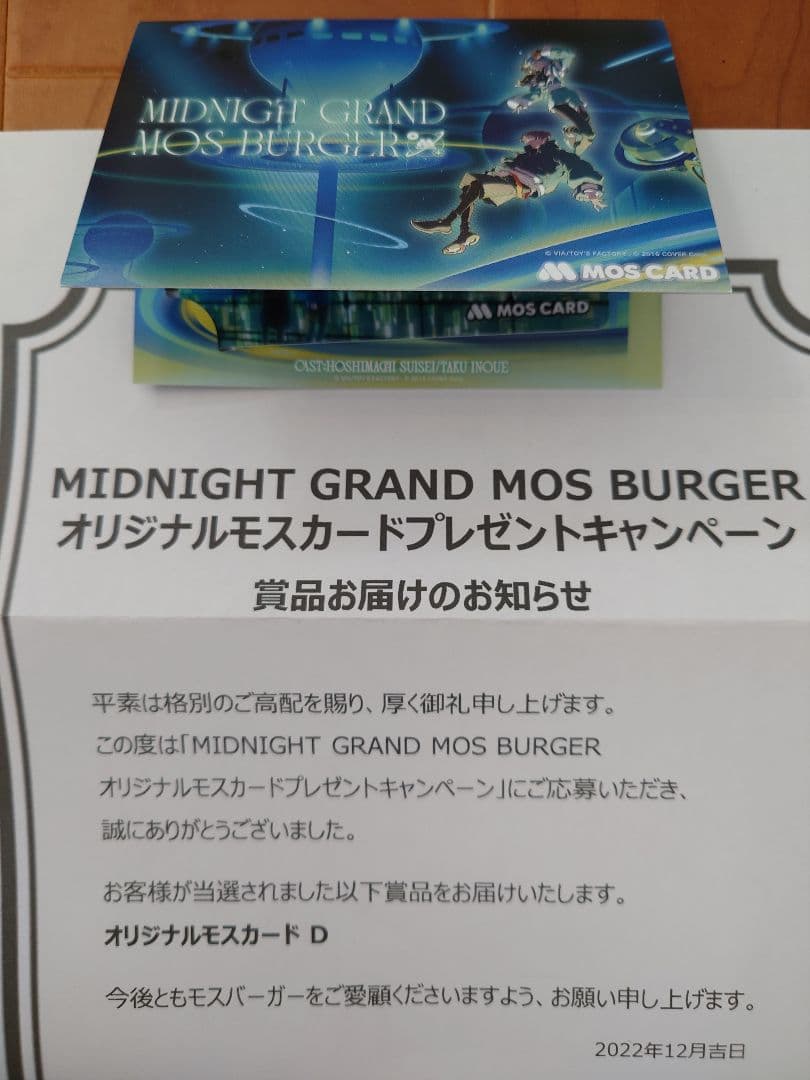 MIDNIGHT GRAND
MOS BURGER
© VIA/TOY'S FACTORY. © 2016 COVER
MOS CARD
MOS CARD
CAST:HOSHIMACHI SUISEI/TAKU INOUE
MIDNIGHT GRAND MOS BURGER
オリジナルモスカードプレゼントキャンペーン
賞品お届けのお知らせ
平素は格別のご高配を賜り、厚く御礼申し上げます。
この度は「MIDNIGHT GRAND MOS BURGER
オリジナルモスカードプレゼントキャンペーン」にご応募いただき、
誠にありがとうございました。
お客様が当選されました以下賞品をお届けいたします。
オリジナルモスカード D
今後ともモスバーガーをご愛顧くださいますよう、お願い申し上げます。
2022年12月吉日